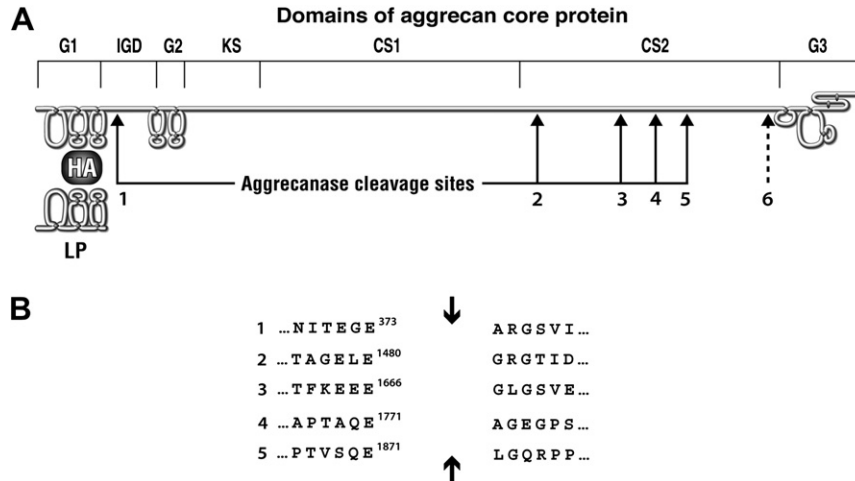 A
Domains of aggrecan core protein
G1 IGD G2 KS CS1 CS2 G3
HA
Aggrecanase cleavage sites
1 2 3 4 5 6
LP
B
1 ...NITEGE373 ARGSVI...
2 ...TAGELE1480 GRGTID...
3 ...TFKEEE1666 GLGSVE...
4 ...APTAQE1771 AGEGPS...
5 ...PTVSQE1871 LGQRPP...